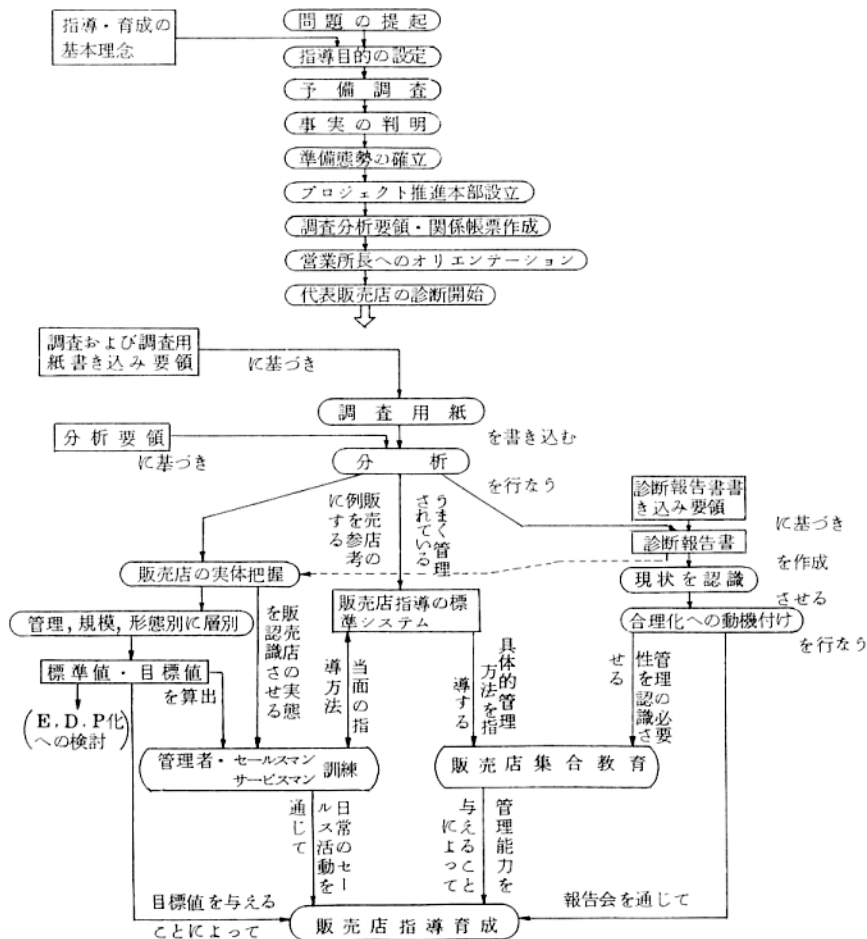 問題の提起
指導・育成の
基本理念
指導目的の設定
予備調査
事実の判明
準備態勢の確立
プロジェクト推進本部設立
調査分析要領・関係帳票作成
営業所長へのオリエンテーション
代表販売店の診断開始
調査および調査用
紙書き込み要領
に基づき
調査用紙
を書き込む
分析要領
に基づき
分析
を行なう
診断報告書書
き込み要領
に基づき
診断報告書
を作成
販売店の
例を参考
にする
うまく管理
されている
販売店の実体把握
現状を認識
させる
管理,規模,形態別に層別
販売店指導の標
準システム
合理化への動機付け
を行なう
標準値・目標値
を算出
販売店の実態
を認識させる
当面の指
導方法
具体的管理
方法を指
導する
管理の必要
性を認識さ
せる
(E.D.P化
への検討)
管理者・セールスマン
サービスマン
訓練
販売店集合教育
日常のセー
ルス活動を
通じて
管理能力を
与えること
によって
目標値を与える
ことによって
報告会を通じて
販売店指導育成